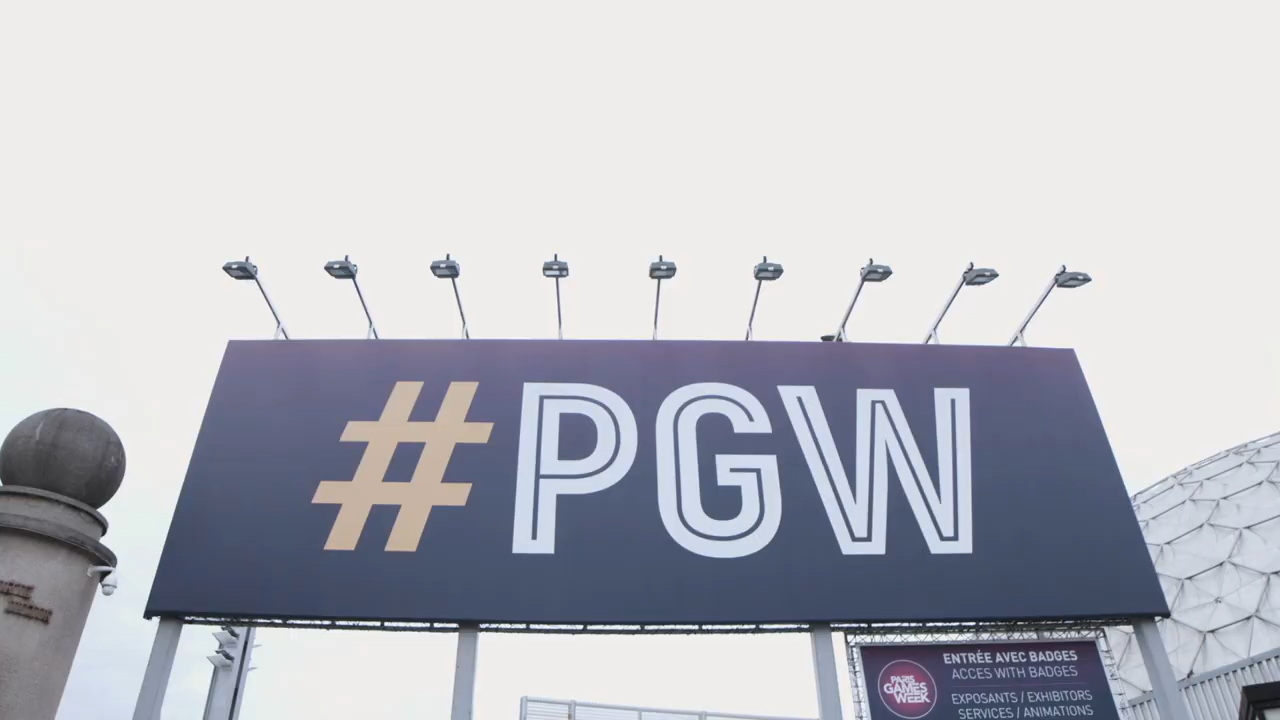 #PGW
ENTRÉE AVEC BADGES
ACCES WITH BADGES
PARIS
GAMES
WEEK
EXPOSANTS / EXHIBITORS
SERVICES / ANIMATIONS